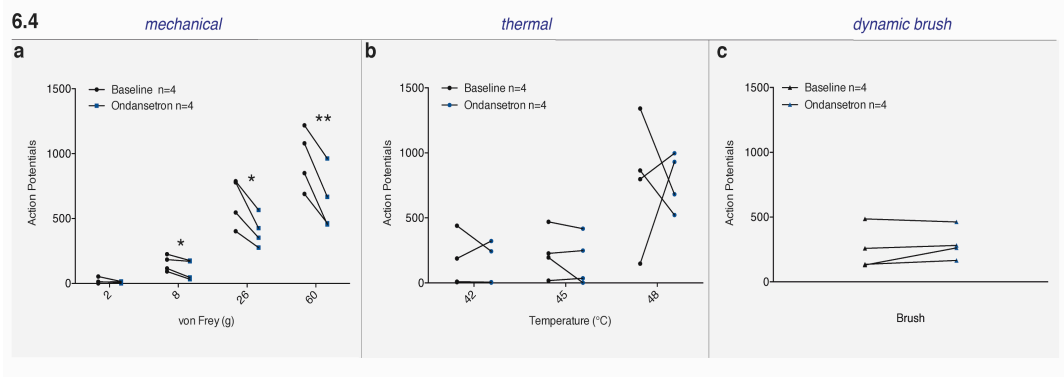 6.4
mechanical
thermal
dynamic brush
a
Baseline n=4
Ondansetron n=4
Action Potentials
1500
1000
500
0
*
*
**
2
8
26
60
von Frey (g)
b
Baseline n=4
Ondansetron n=4
Action Potentials
1500
1000
500
0
42
45
48
Temperature (°C)
c
Baseline n=4
Ondansetron n=4
Action Potentials
1500
1000
500
0
Brush